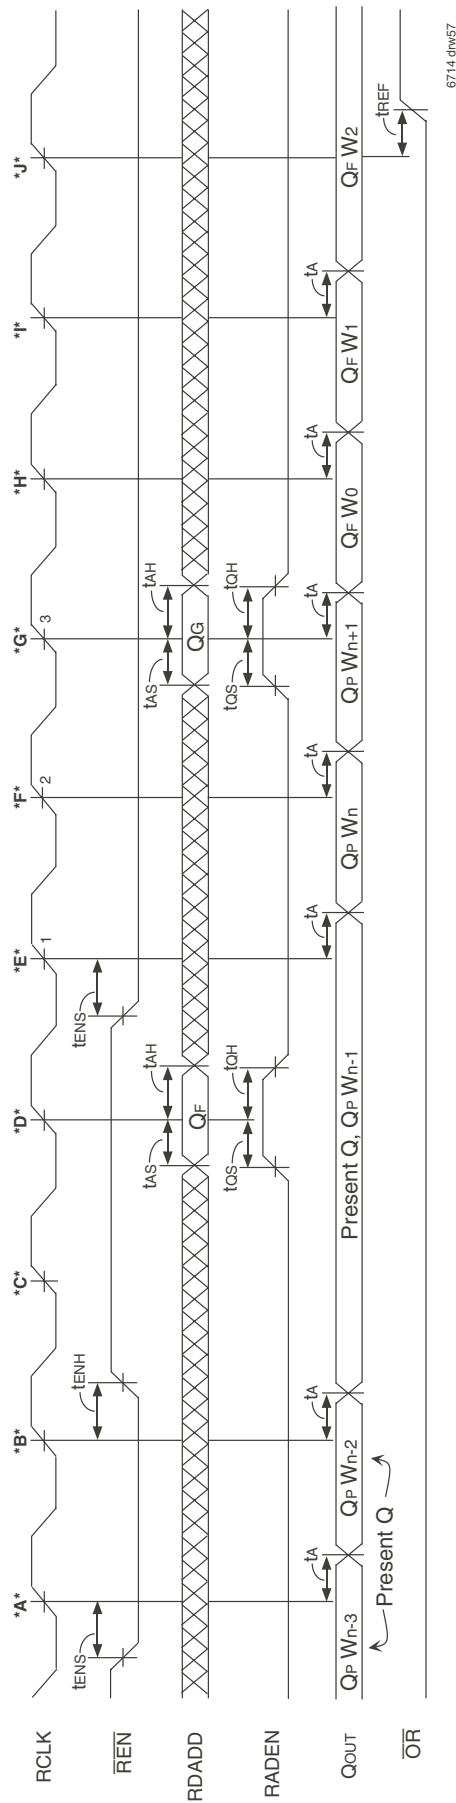 *A* *B* *C* *D* *E* *F* *G* *H* *I* *J*
RCLK 1 2 3
tENS tENH tENS
REN
tAS tAH tAS tAH
RDADD QF QG
tQS tQH tQS tQH
RADEN
tA tA tA tA tA tA tA tA
QOUT QP Wn-3 QP Wn-2 Present Q, QP Wn-1 QP Wn QP Wn+1 QF W0 QF W1 QF W2
Present Q
tREF
OR
6714 drw57